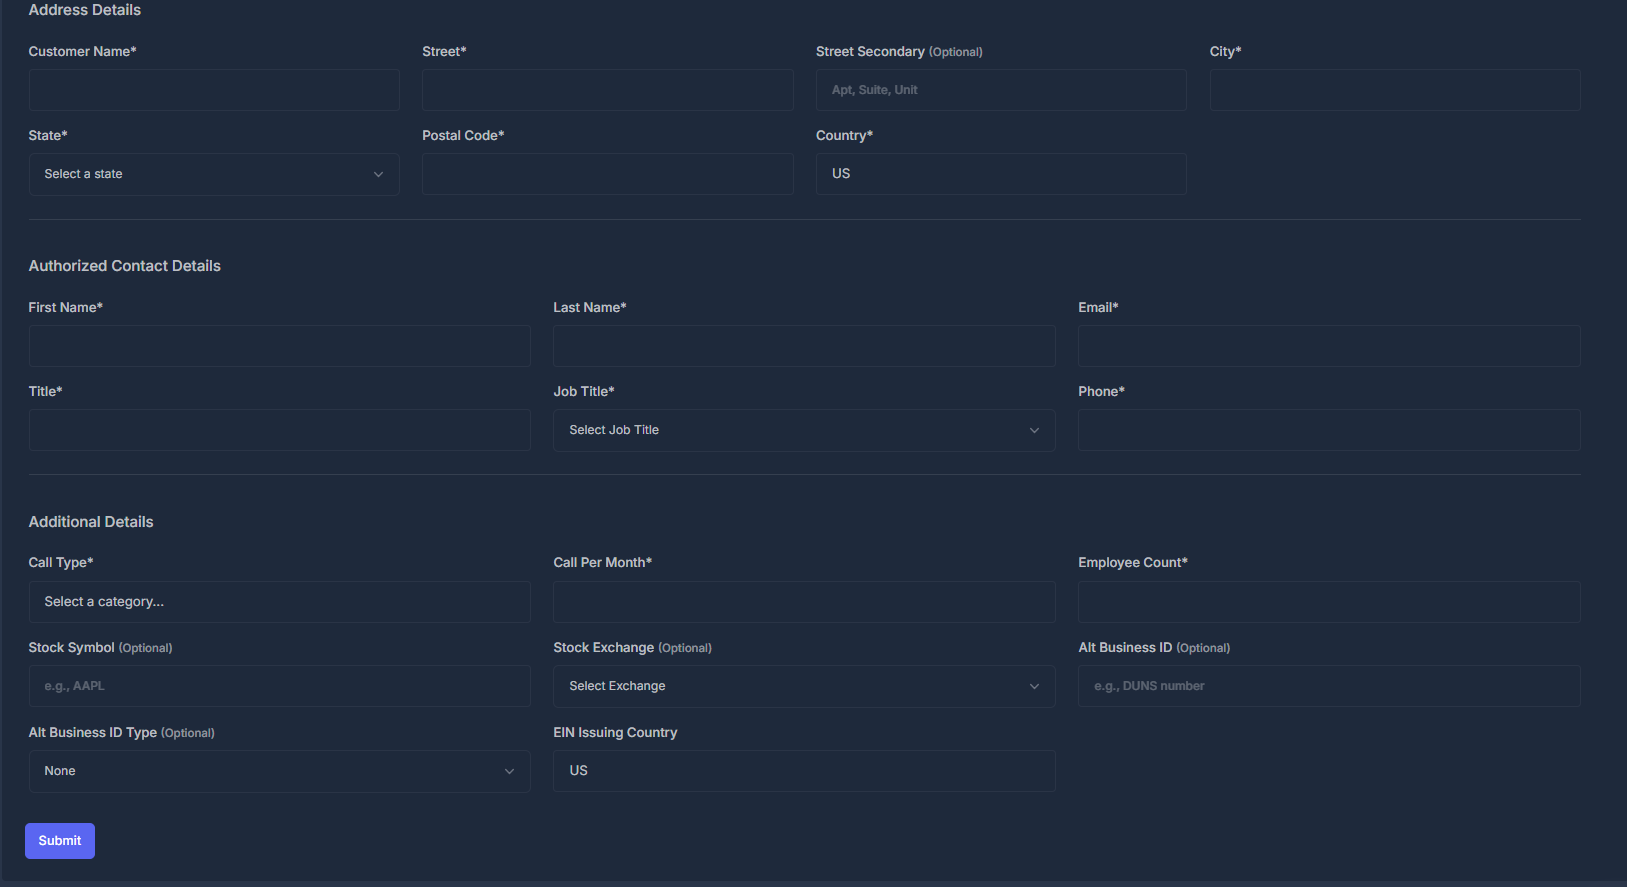 Address Details
Customer Name* Street* Street Secondary (Optional) City*
Apt, Suite, Unit
State* Postal Code* Country*
Select a state US
Authorized Contact Details
First Name* Last Name* Email*
Title* Job Title* Phone*
Select Job Title
Additional Details
Call Type* Call Per Month* Employee Count*
Select a category...
Stock Symbol (Optional) Stock Exchange (Optional) Alt Business ID (Optional)
e.g., AAPL Select Exchange e.g., DUNS number
Alt Business ID Type (Optional) EIN Issuing Country
None US
Submit